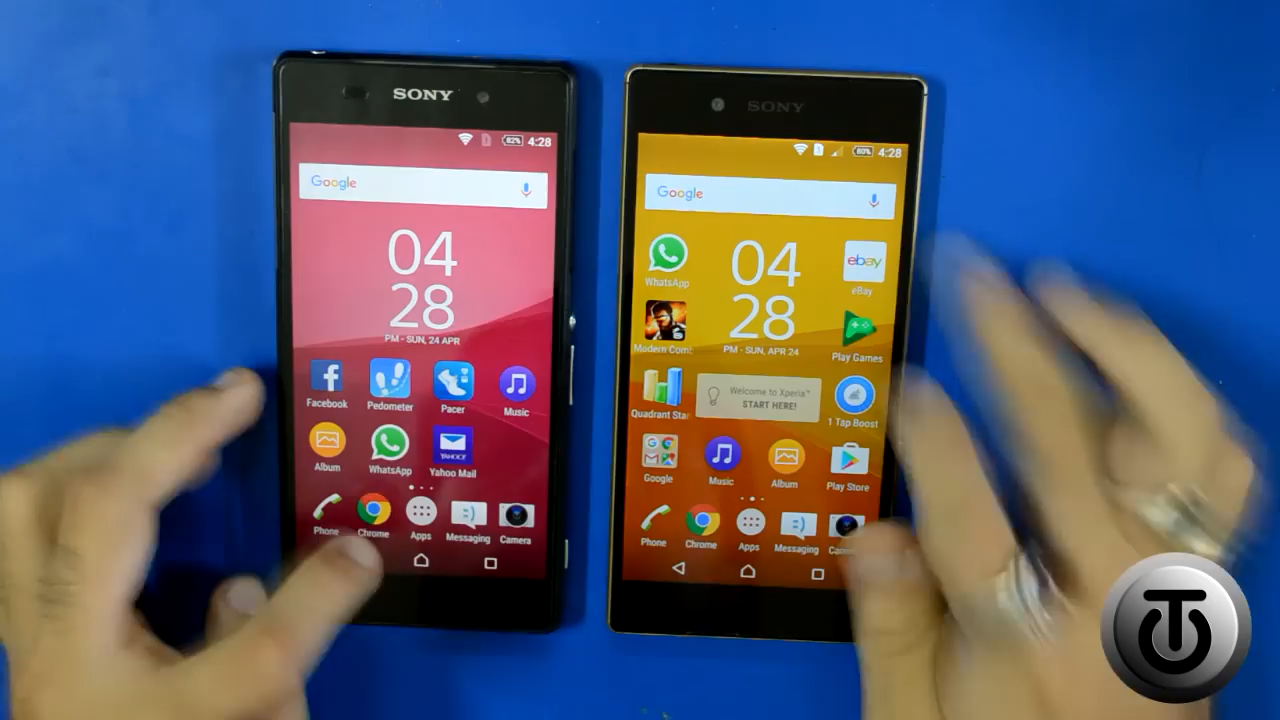 SONY
82% 4:28
Google
04
28
PM - SUN, 24 APR
Facebook Pedometer Pacer Music
Album WhatsApp Yahoo Mail
YAHOO!
Phone Chrome Apps Messaging Camera
SONY
80% 4:28
Google
WhatsApp
04
28
PM - SUN, APR 24
ebay
eBay
Modern Com
Play Games
Quadrant Sta
Welcome to Xperia™
START HERE!
1 Tap Boost
Google Music Album Play Store
Phone Chrome Apps Messaging Cam